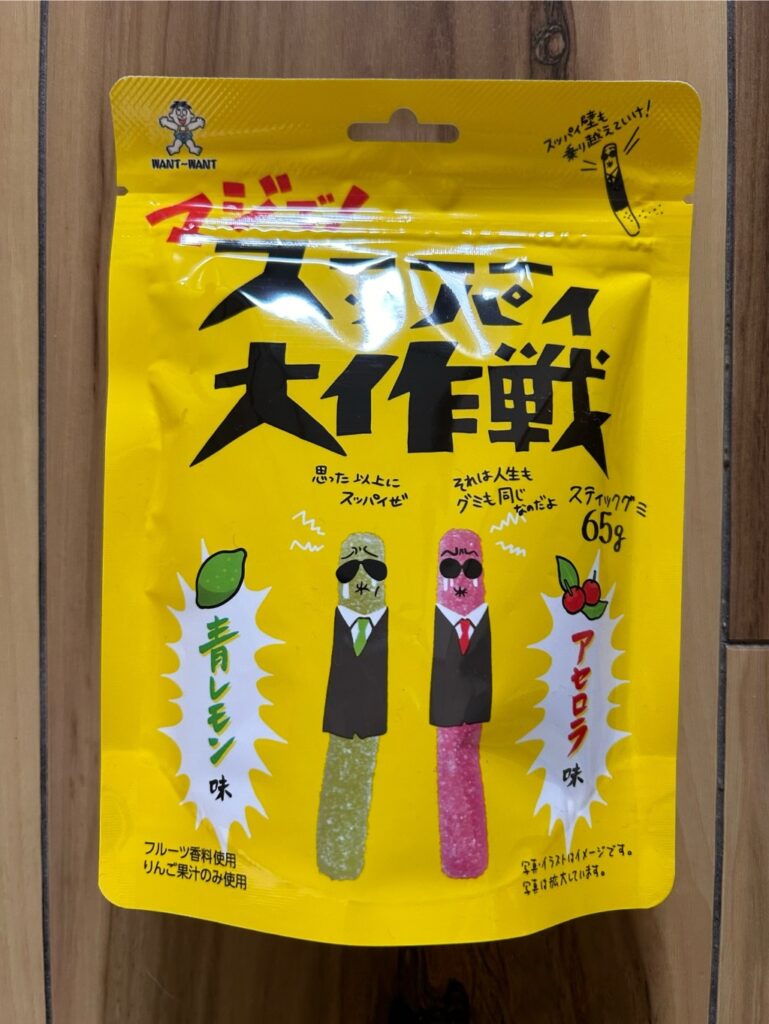 WANT-WANT
スッパイ壁も
乗り越えていけ!
マジでッ!
スッパイ
大作戦
思った以上に
スッパイぜ
それは人生も
グミも同じ
なのだよ
スティックグミ
65g
青レモン
味
アセロラ
味
フルーツ香料使用
りんご果汁のみ使用
写真・イラストはイメージです。
写真は拡大しています。